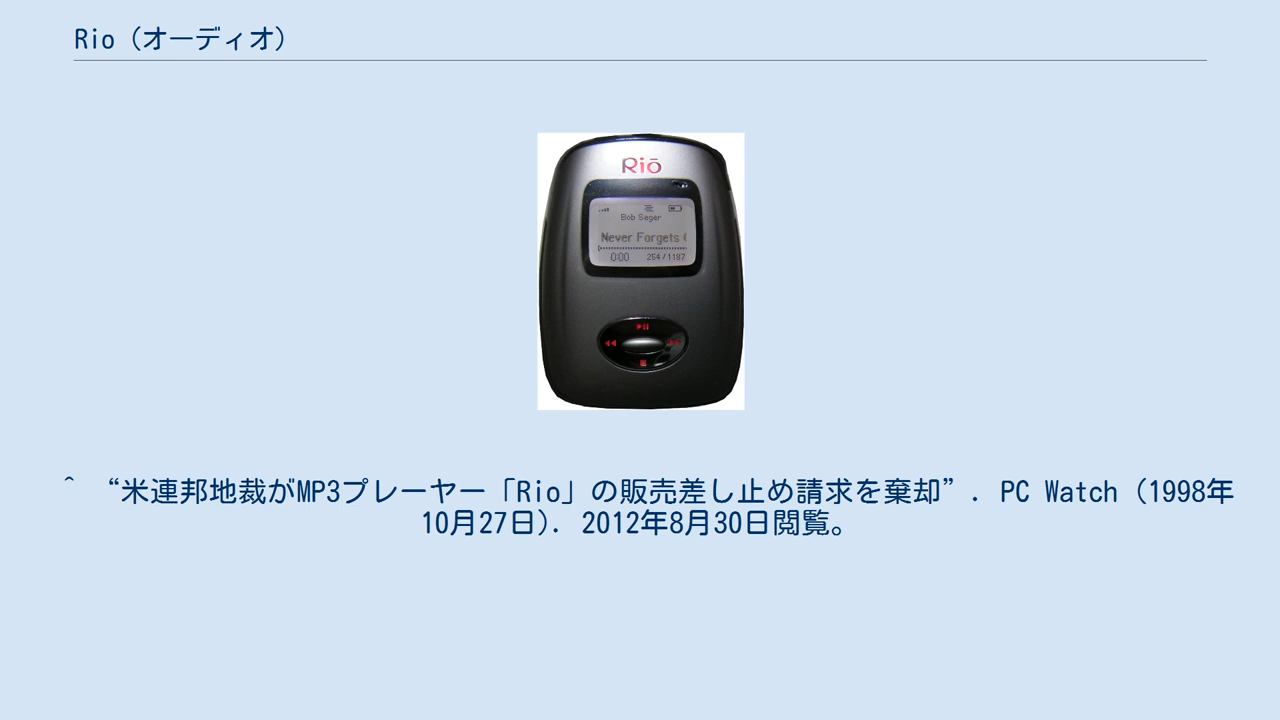 Rio (オーディオ)
Riō
Bob Seger
Never Forgets (
0:00 254/1187
^ “米連邦地裁がMP3プレーヤー「Rio」の販売差し止め請求を棄却”. PC Watch (1998年
10月27日). 2012年8月30日閲覧。